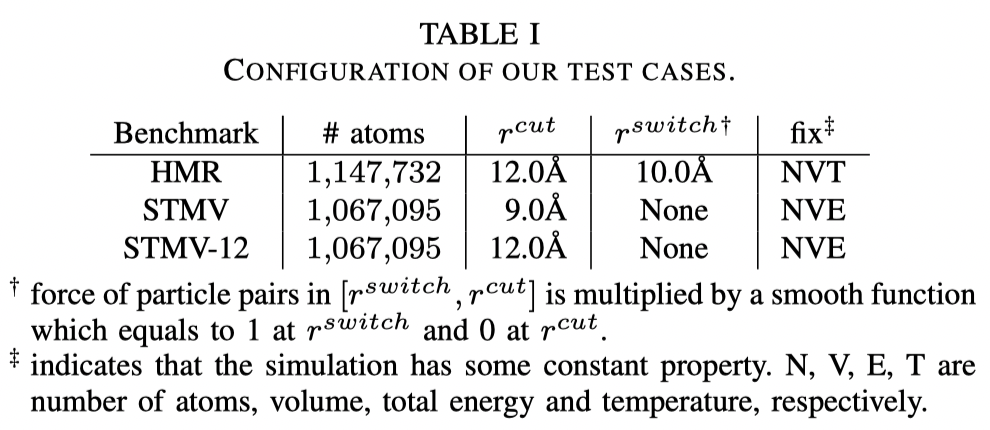 TABLE I
CONFIGURATION OF OUR TEST CASES.
Benchmark # atoms r^cut r^switch† fix‡
HMR 1,147,732 12.0Å 10.0Å NVT
STMV 1,067,095 9.0Å None NVE
STMV-12 1,067,095 12.0Å None NVE
† force of particle pairs in [r^switch, r^cut] is multiplied by a smooth function
which equals to 1 at r^switch and 0 at r^cut.
‡ indicates that the simulation has some constant property. N, V, E, T are
number of atoms, volume, total energy and temperature, respectively.